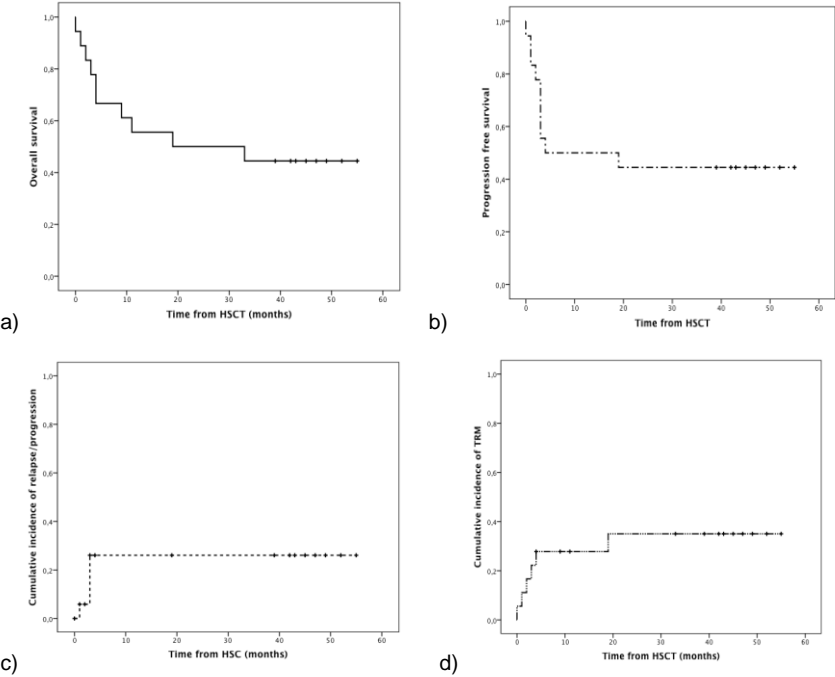 1,0
0,8
0,6
0,4
0,2
0,0
Overall survival
0 10 20 30 40 50 60
Time from HSCT (months)
a)
1,0
0,8
0,6
0,4
0,2
0,0
Progression free survival
0 10 20 30 40 50 60
Time from HSCT
b)
1,0
0,8
0,6
0,4
0,2
0,0
Cumulative incidence of relapse/progression
0 10 20 30 40 50 60
Time from HSC (months)
c)
1,0
0,8
0,6
0,4
0,2
0,0
Cumulative incidence of TRM
0 10 20 30 40 50 60
Time from HSCT (months)
d)